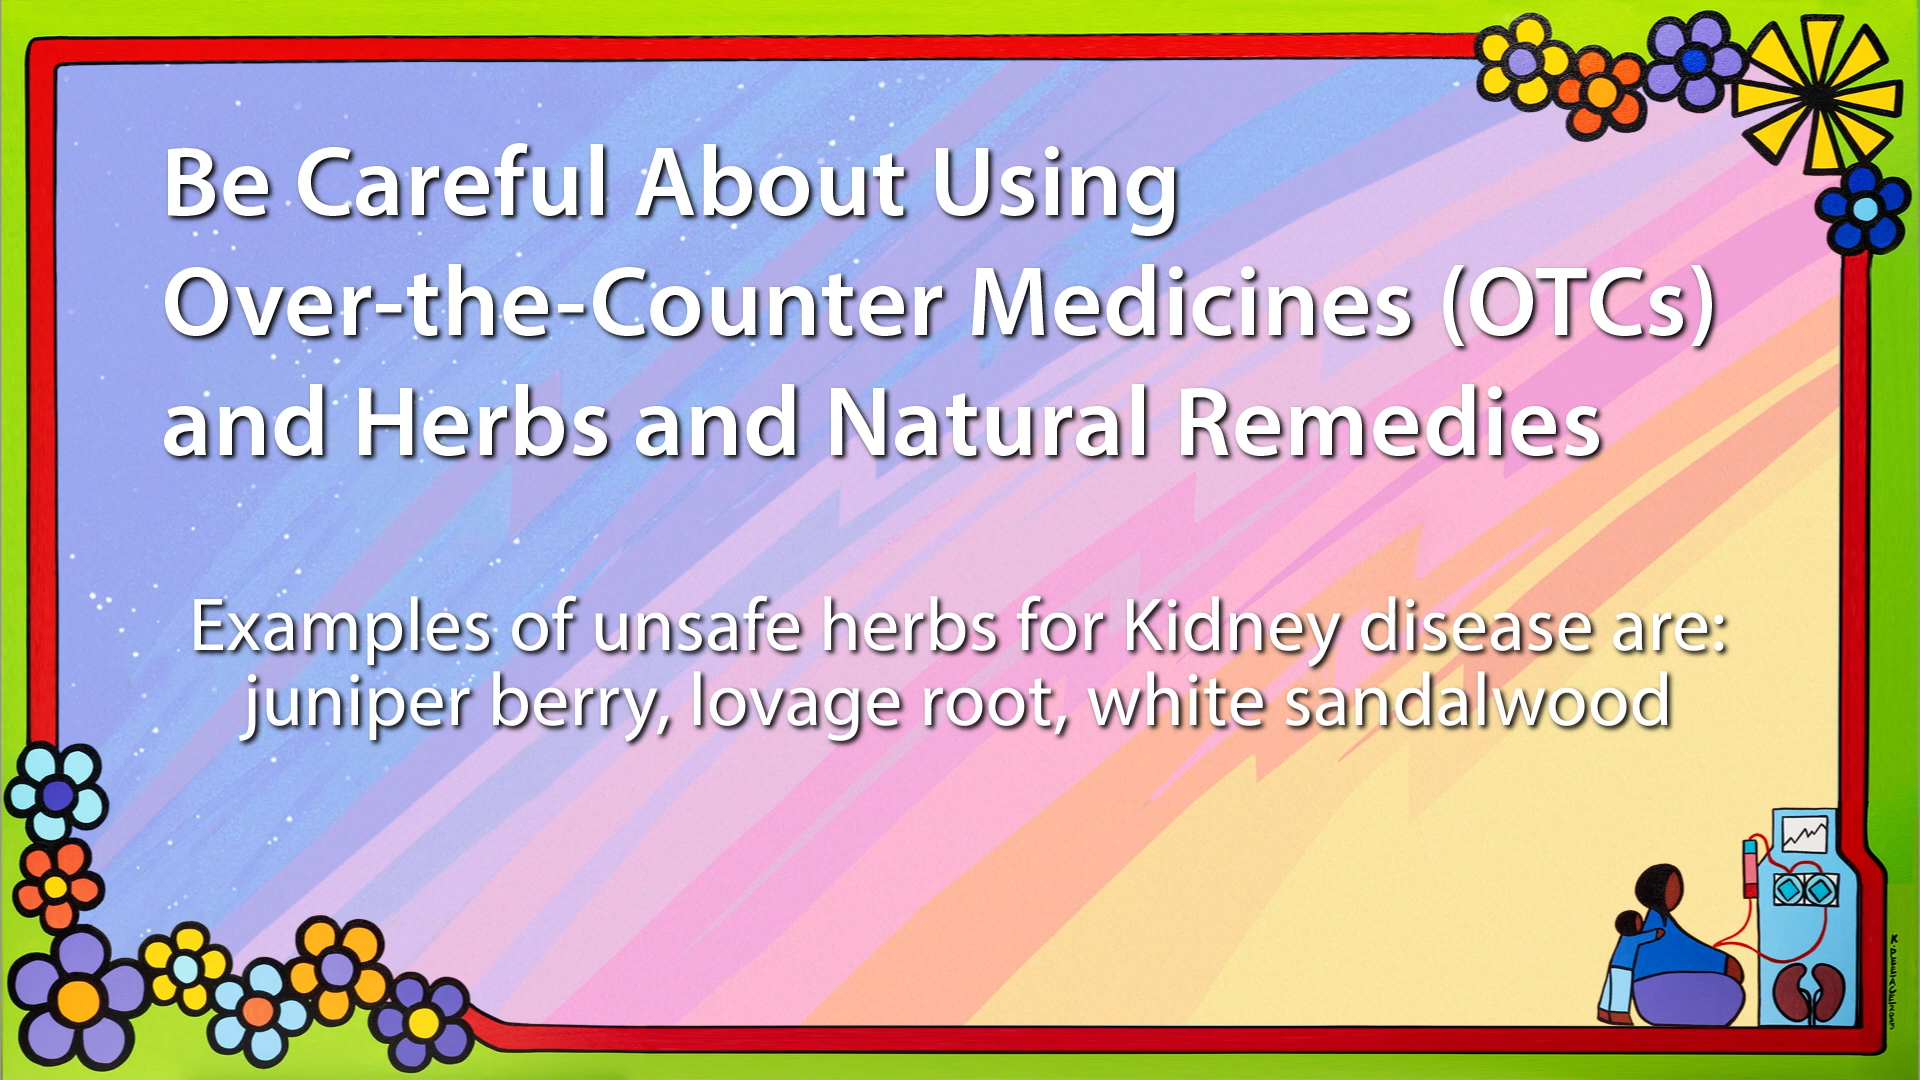 Be Careful About Using
Over-the-Counter Medicines (OTCs)
and Herbs and Natural Remedies
Examples of unsafe herbs for Kidney disease are:
juniper berry, lovage root, white sandalwood